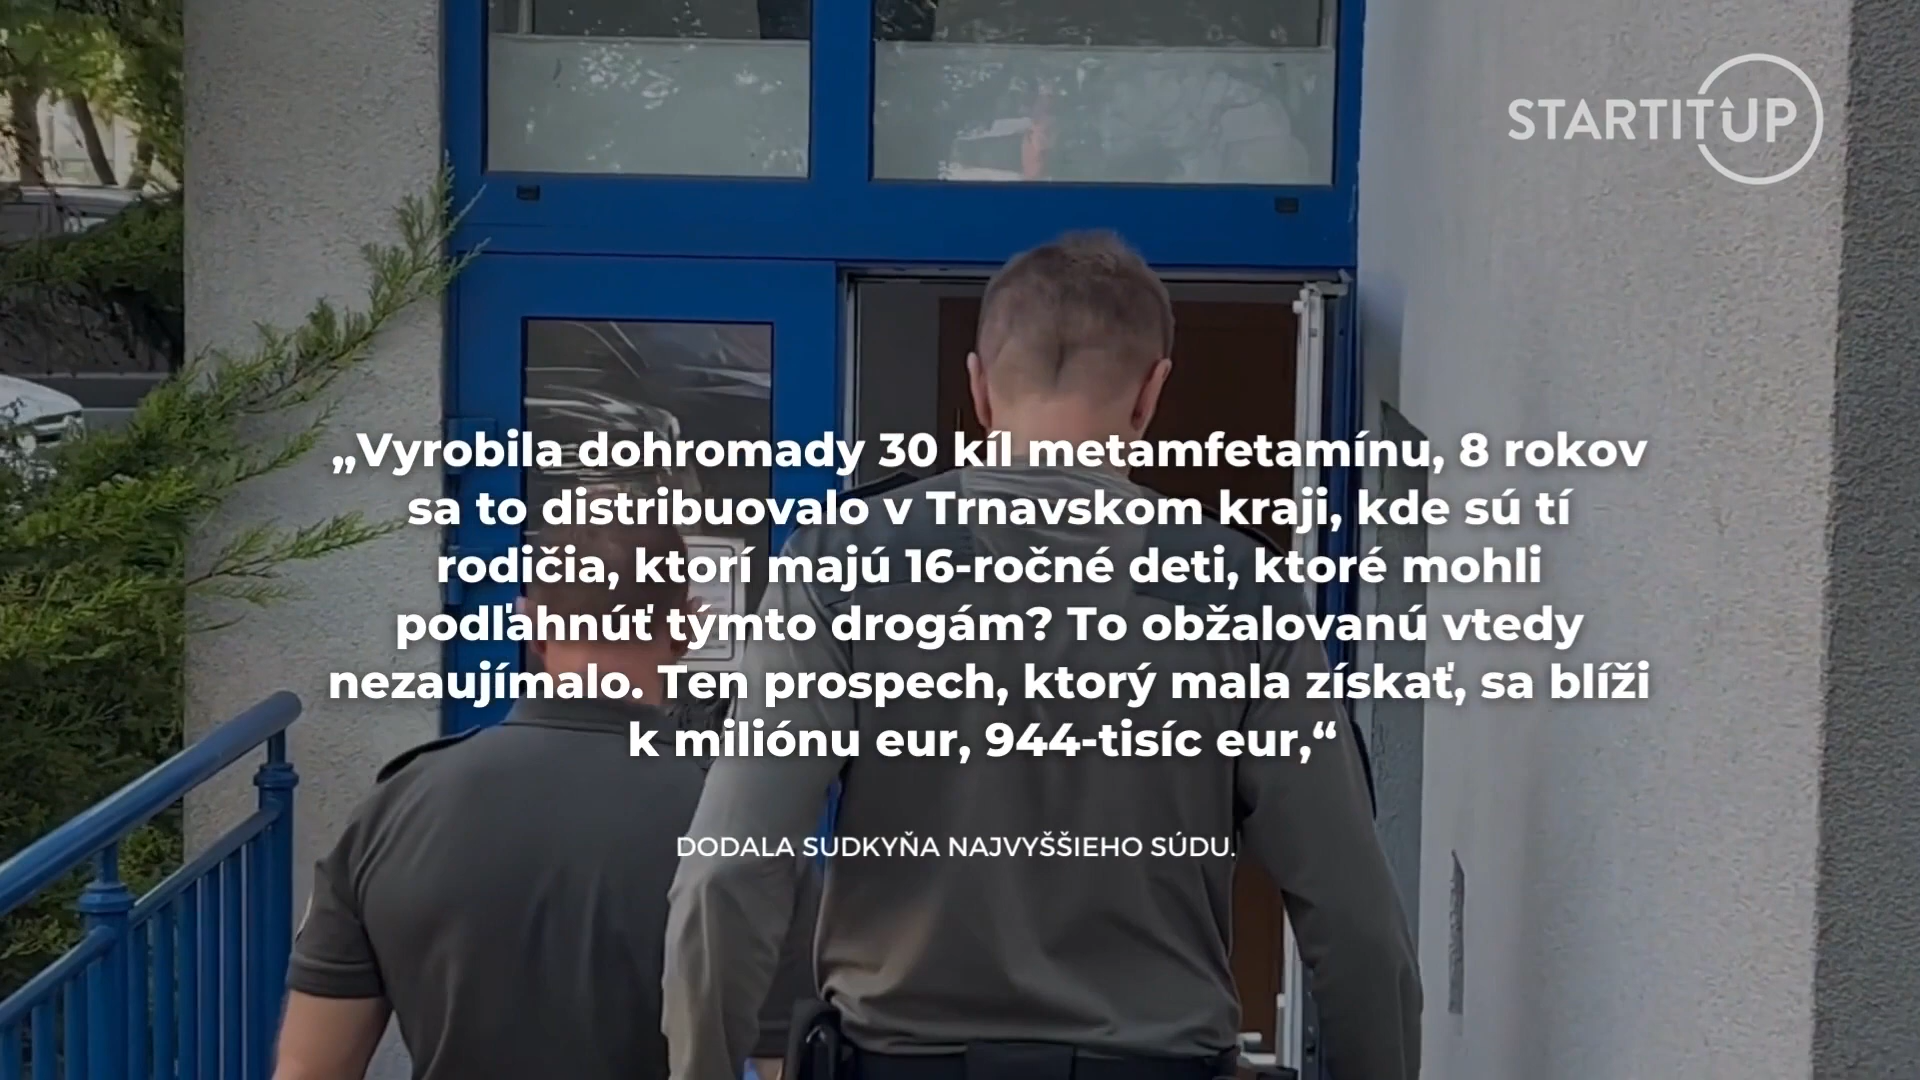 STARTITUP
„Vyrobila dohromady 30 kíl metamfetamínu, 8 rokov
sa to distribuovalo v Trnavskom kraji, kde sú tí
rodičia, ktorí majú 16-ročné deti, ktoré mohli
podľahnúť týmto drogám? To obžalovanú vtedy
nezaujímalo. Ten prospech, ktorý mala získať, sa blíži
k miliónu eur, 944-tisíc eur,“
DODALA SUDKYŇA NAJVYŠŠIEHO SÚDU.